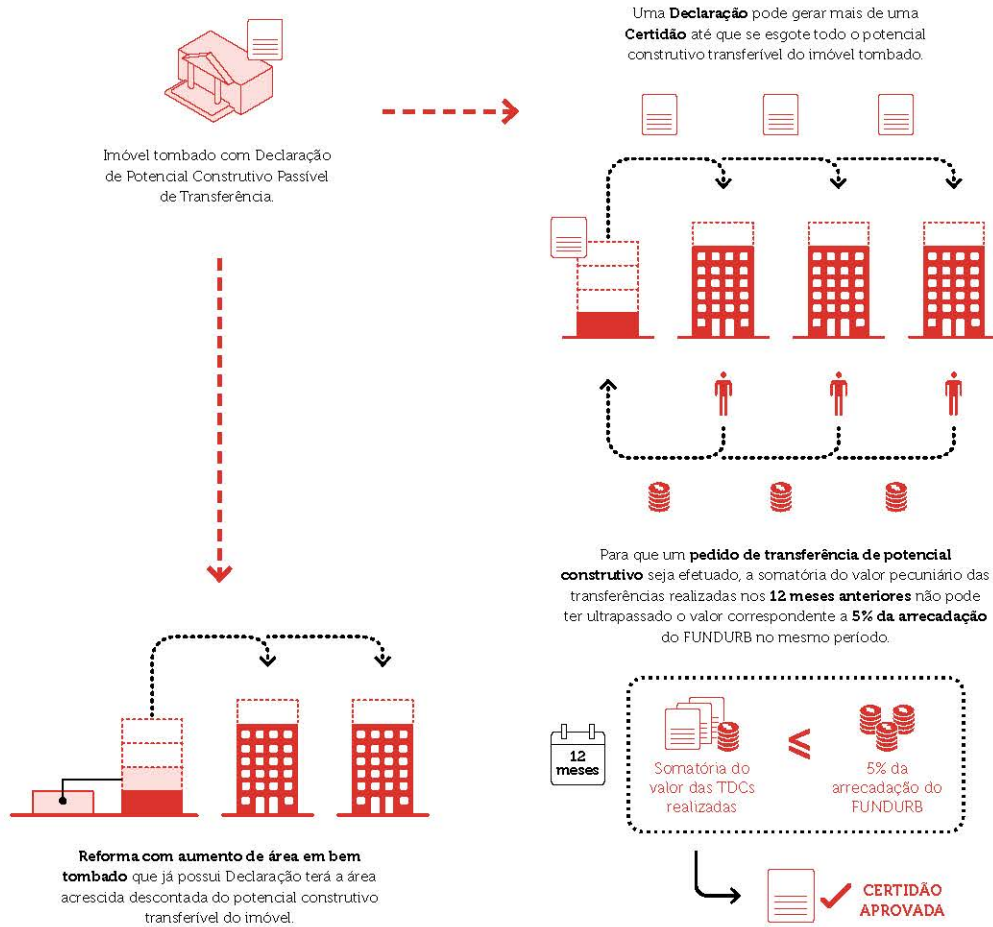 Imóvel tombado com Declaração
de Potencial Construtivo Passível
de Transferência.
Uma Declaração pode gerar mais de uma
Certidão até que se esgote todo o potencial
construtivo transferível do imóvel tombado.
Para que um pedido de transferência de potencial
construtivo seja efetuado, a somatória do valor pecuniário das
transferências realizadas nos 12 meses anteriores não pode
ter ultrapassado o valor correspondente a 5% da arrecadação
do FUNDURB no mesmo período.
12
meses
Somatória do
valor das TDCs
realizadas
≤
5% da
arrecadação do
FUNDURB
CERTIDÃO
APROVADA
Reforma com aumento de área em bem
tombado que já possui Declaração terá a área
acrescida descontada do potencial construtivo
transferível do imóvel.